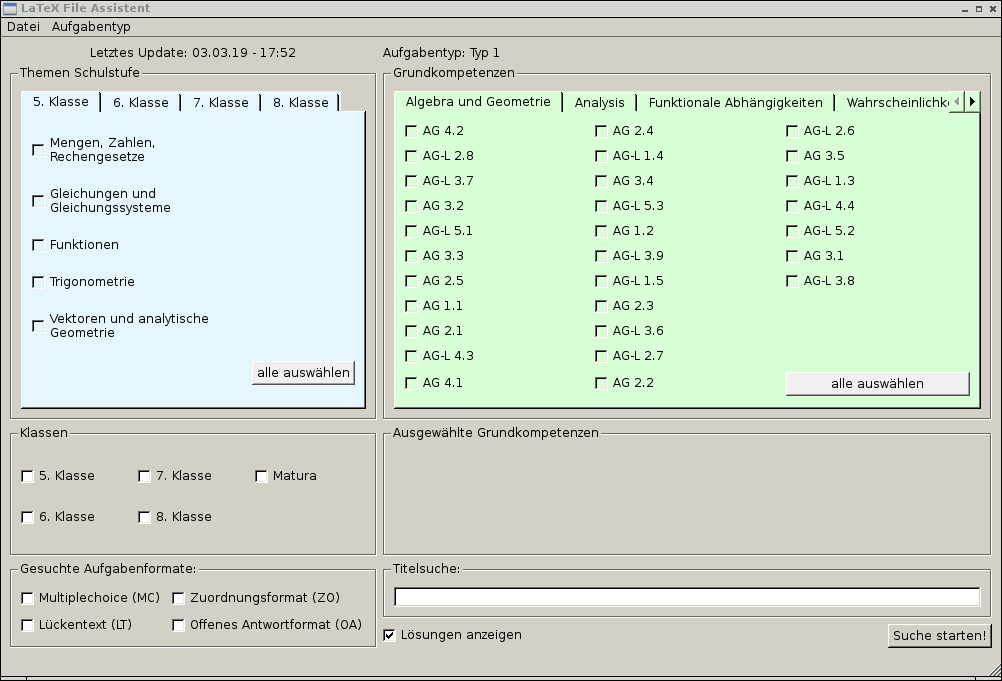 LaTeX File Assistent
Datei Aufgabentyp
Letztes Update: 03.03.19 - 17:52
Aufgabentyp: Typ 1
Themen Schulstufe
5. Klasse 6. Klasse 7. Klasse 8. Klasse
Mengen, Zahlen,
Rechengesetze
Gleichungen und
Gleichungssysteme
Funktionen
Trigonometrie
Vektoren und analytische
Geometrie
alle auswählen
Grundkompetenzen
Algebra und Geometrie Analysis Funktionale Abhängigkeiten Wahrscheinlichk
AG 4.2 AG 2.4 AG-L 2.6
AG-L 2.8 AG-L 1.4 AG 3.5
AG-L 3.7 AG 3.4 AG-L 1.3
AG 3.2 AG-L 5.3 AG-L 4.4
AG-L 5.1 AG 1.2 AG-L 5.2
AG 3.3 AG-L 3.9 AG 3.1
AG 2.5 AG-L 1.5 AG-L 3.8
AG 1.1 AG 2.3
AG 2.1 AG-L 3.6
AG-L 4.3 AG-L 2.7
AG 4.1 AG 2.2 alle auswählen
Klassen
5. Klasse 7. Klasse Matura
6. Klasse 8. Klasse
Ausgewählte Grundkompetenzen
Gesuchte Aufgabenformate:
Multiplechoice (MC) Zuordnungsformat (ZO)
Lückentext (LT) Offenes Antwortformat (OA)
Titelsuche:
Lösungen anzeigen
Suche starten!